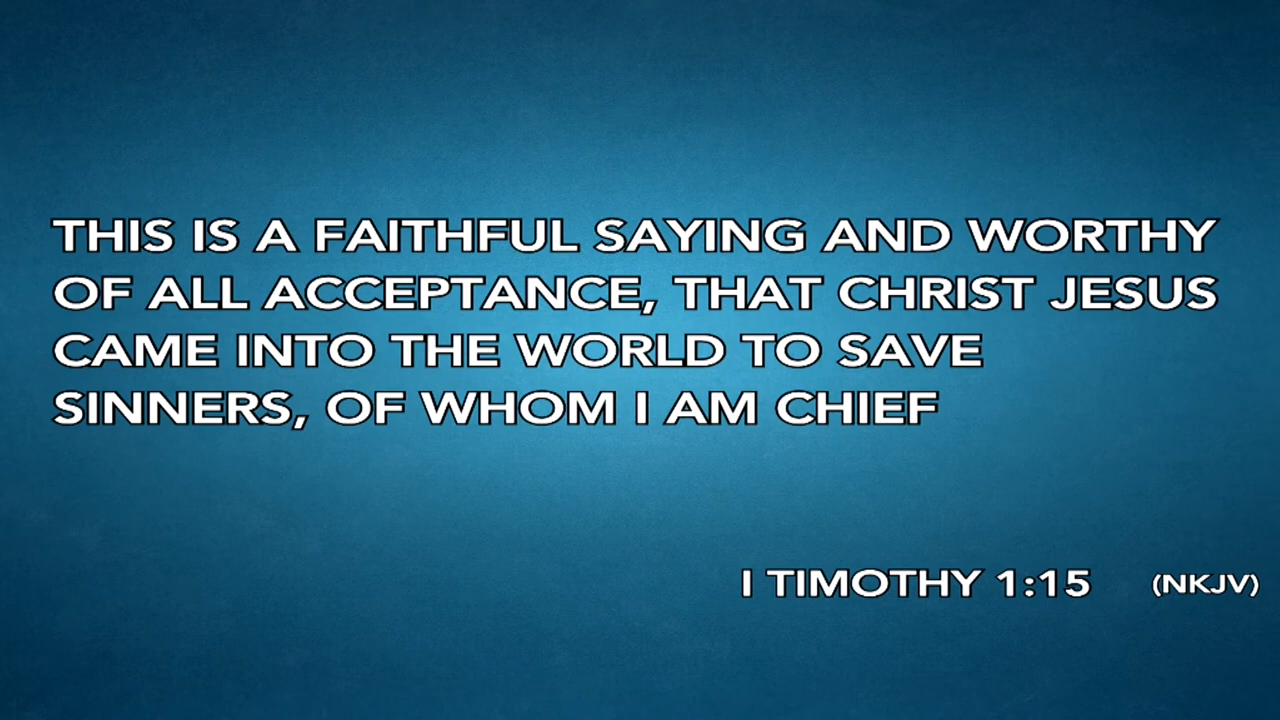 THIS IS A FAITHFUL SAYING AND WORTHY
OF ALL ACCEPTANCE, THAT CHRIST JESUS
CAME INTO THE WORLD TO SAVE
SINNERS, OF WHOM I AM CHIEF
I TIMOTHY 1:15 (NKJV)